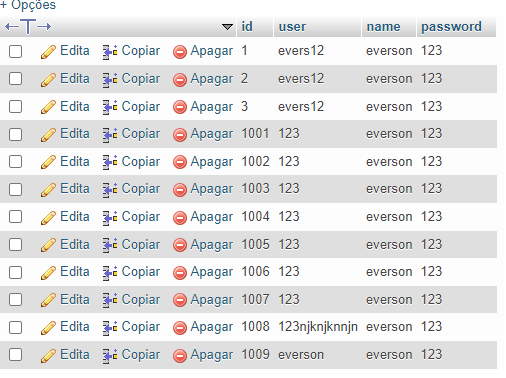 + Opções
id user name password
Edita Copiar Apagar 1 evers12 everson 123
Edita Copiar Apagar 2 evers12 everson 123
Edita Copiar Apagar 3 evers12 everson 123
Edita Copiar Apagar 1001 123 everson 123
Edita Copiar Apagar 1002 123 everson 123
Edita Copiar Apagar 1003 123 everson 123
Edita Copiar Apagar 1004 123 everson 123
Edita Copiar Apagar 1005 123 everson 123
Edita Copiar Apagar 1006 123 everson 123
Edita Copiar Apagar 1007 123 everson 123
Edita Copiar Apagar 1008 123njknjknnjn everson 123
Edita Copiar Apagar 1009 everson everson 123